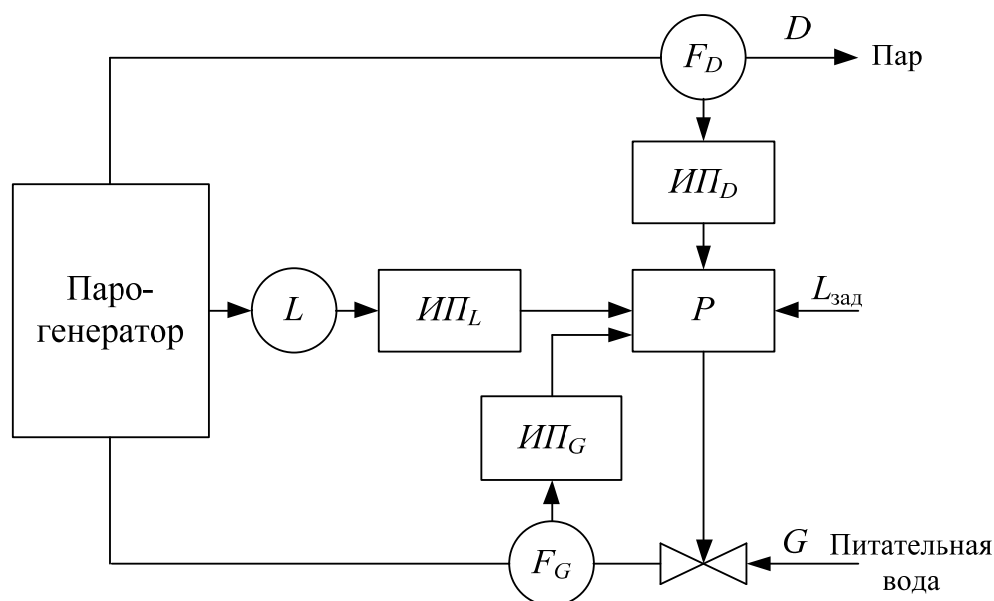 D
F_D
Пар
ИП_D
Паро-
генератор
L
ИП_L
P
L_зад
ИП_G
F_G
G
Питательная
вода